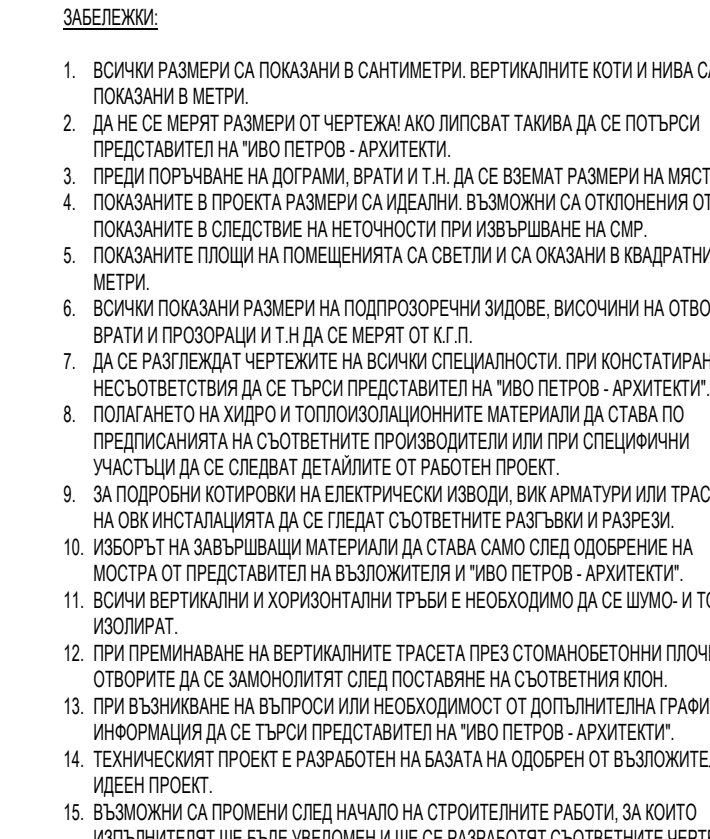 ЗАБЕЛЕЖКИ:
1. ВСИЧКИ РАЗМЕРИ СА ПОКАЗАНИ В САНТИМЕТРИ. ВЕРТИКАЛНИТЕ КОТИ И НИВА
ПОКАЗАНИ В МЕТРИ.
2. ДА НЕ СЕ МЕРЯТ РАЗМЕРИ ОТ ЧЕРТЕЖА! АКО ЛИПСВАТ ТАКИВА ДА СЕ ПОТЪРСИ
ПРЕДСТАВИТЕЛ НА "ИВО ПЕТРОВ - АРХИТЕКТИ.
3. ПРЕДИ ПОРЪЧВАНЕ НА ДОГРАМИ, ВРАТИ И Т.Н. ДА СЕ ВЗЕМАТ РАЗМЕРИ НА МЯСТ
4. ПОКАЗАНИТЕ В ПРОЕКТА РАЗМЕРИ СА ИДЕАЛНИ. ВЪЗМОЖНИ СА ОТКЛОНЕНИЯ ОТ
ПОКАЗАНИТЕ В СЛЕДСТВИЕ НА НЕТОЧНОСТИ ПРИ ИЗВЪРШВАНЕ НА СМР.
5. ПОКАЗАНИТЕ ПЛОЩИ НА ПОМЕЩЕНИЯТА СА СВЕТЛИ И СА ОКАЗАНИ В КВАДРАТНИ
МЕТРИ.
6. ВСИЧКИ ПОКАЗАНИ РАЗМЕРИ НА ПОДПРОЗОРЕЧНИ ЗИДОВЕ, ВИСОЧИНИ НА ОТВО
ВРАТИ И ПРОЗОРАЦИ И Т.Н ДА СЕ МЕРЯТ ОТ К.Г.П.
7. ДА СЕ РАЗГЛЕЖДАТ ЧЕРТЕЖИТЕ НА ВСИЧКИ СПЕЦИАЛНОСТИ. ПРИ КОНСТАТИРАН
НЕСЪОТВЕТСТВИЯ ДА СЕ ТЪРСИ ПРЕДСТАВИТЕЛ НА "ИВО ПЕТРОВ - АРХИТЕКТИ".
8. ПОЛАГАНЕТО НА ХИДРО И ТОПЛОИЗОЛАЦИОННИТЕ МАТЕРИАЛИ ДА СТАВА ПО
ПРЕДПИСАНИЯТА НА СЪОТВЕТНИТЕ ПРОИЗВОДИТЕЛИ ИЛИ ПРИ СПЕЦИФИЧНИ
УЧАСТЪЦИ ДА СЕ СЛЕДВАТ ДЕТАЙЛИТЕ ОТ РАБОТЕН ПРОЕКТ.
9. ЗА ПОДРОБНИ КОТИРОВКИ НА ЕЛЕКТРИЧЕСКИ ИЗВОДИ, ВИК АРМАТУРИ ИЛИ ТРАС
НА ОВК ИНСТАЛАЦИЯТА ДА СЕ ГЛЕДАТ СЪОТВЕТНИТЕ РАЗГЪВКИ И РАЗРЕЗИ.
10. ИЗБОРЪТ НА ЗАВЪРШВАЩИ МАТЕРИАЛИ ДА СТАВА САМО СЛЕД ОДОБРЕНИЕ НА
МОСТРА ОТ ПРЕДСТАВИТЕЛ НА ВЪЗЛОЖИТЕЛЯ И "ИВО ПЕТРОВ - АРХИТЕКТИ".
11. ВСИЧИ ВЕРТИКАЛНИ И ХОРИЗОНТАЛНИ ТРЪБИ Е НЕОБХОДИМО ДА СЕ ШУМО- И ТО
ИЗОЛИРАТ.
12. ПРИ ПРЕМИНАВАНЕ НА ВЕРТИКАЛНИТЕ ТРАСЕТА ПРЕЗ СТОМАНОБЕТОННИ ПЛОЧ
ОТВОРИТЕ ДА СЕ ЗАМОНОЛИТЯТ СЛЕД ПОСТАВЯНЕ НА СЪОТВЕТНИЯ КЛОН.
13. ПРИ ВЪЗНИКВАНЕ НА ВЪПРОСИ ИЛИ НЕОБХОДИМОСТ ОТ ДОПЪЛНИТЕЛНА ГРАФИ
ИНФОРМАЦИЯ ДА СЕ ТЪРСИ ПРЕДСТАВИТЕЛ НА "ИВО ПЕТРОВ - АРХИТЕКТИ".
14. ТЕХНИЧЕСКИЯТ ПРОЕКТ Е РАЗРАБОТЕН НА БАЗАТА НА ОДОБРЕН ОТ ВЪЗЛОЖИТЕ
ИДЕЕН ПРОЕКТ.
15. ВЪЗМОЖНИ СА ПРОМЕНИ СЛЕД НАЧАЛО НА СТРОИТЕЛНИТЕ РАБОТИ, ЗА КОИТО
ИЗПЪЛНИТЕЛЯТ ЩЕ БЪДЕ УВЕДОМЕН И ЩЕ СЕ РАЗРАБОТЯТ СЪОТВЕТНИТЕ